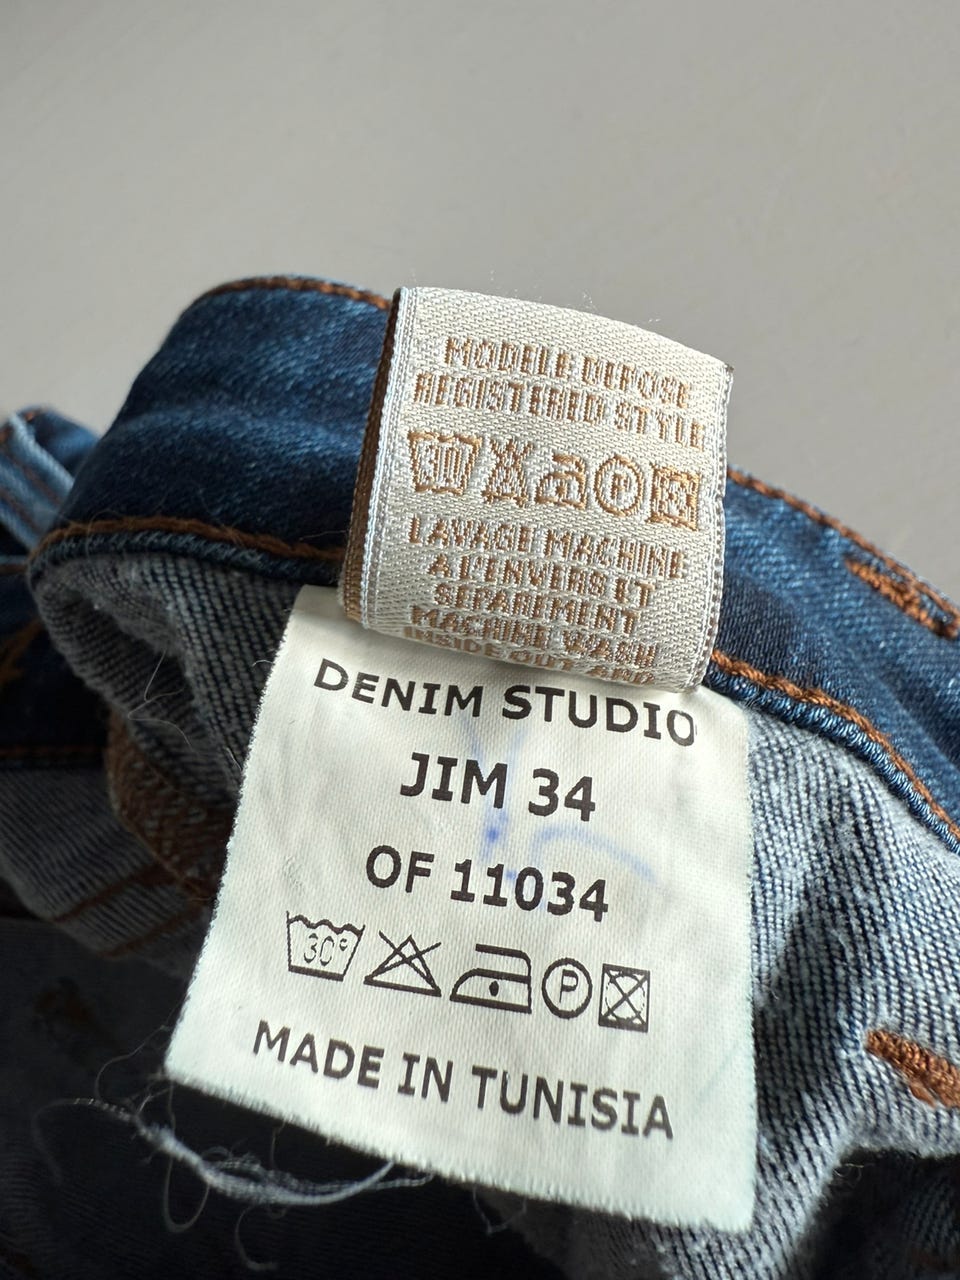 MODELE DEPOSE
REGISTERED STYLE
30 P
LAVAGE MACHINE
A L'ENVERS ET
SEPAREMENT
MACHINE WASH
INSIDE OUT AND
DENIM STUDIO
JIM 34
OF 11034
30° P
MADE IN TUNISIA